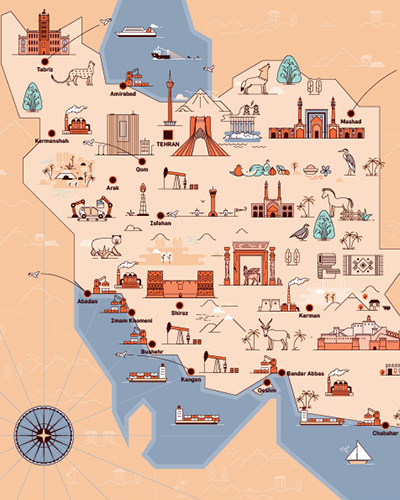 Tabriz
Amirabad
Mashad
TEHRAN
Kermanshah
Qom
Arak
Isfahan
Abadan
Shiraz
Kerman
Imam Khomeni
Bushehr
Kangan
Bandar Abbas
Qeshm
Chabahar